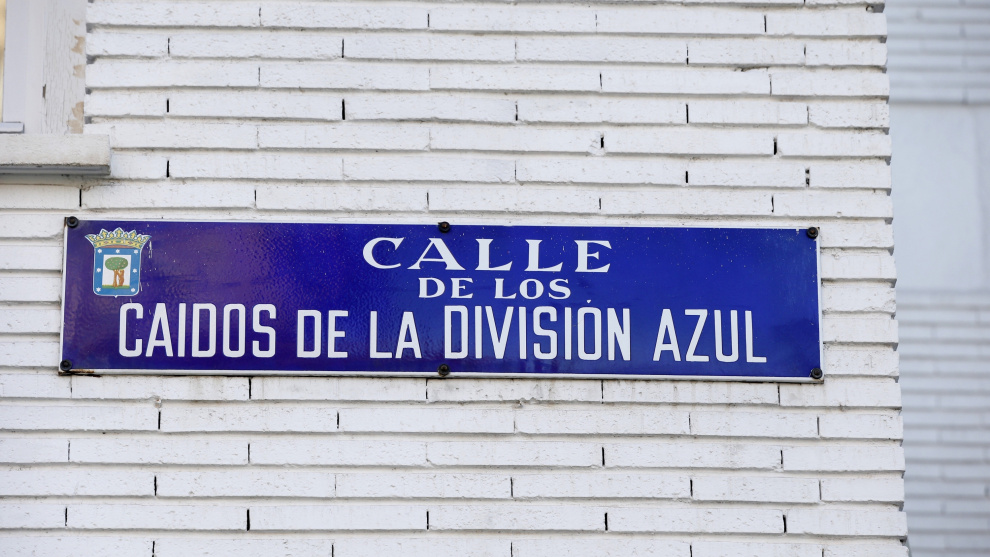 CALLE
DE LOS
CAIDOS DE LA DIVISIÓN AZUL